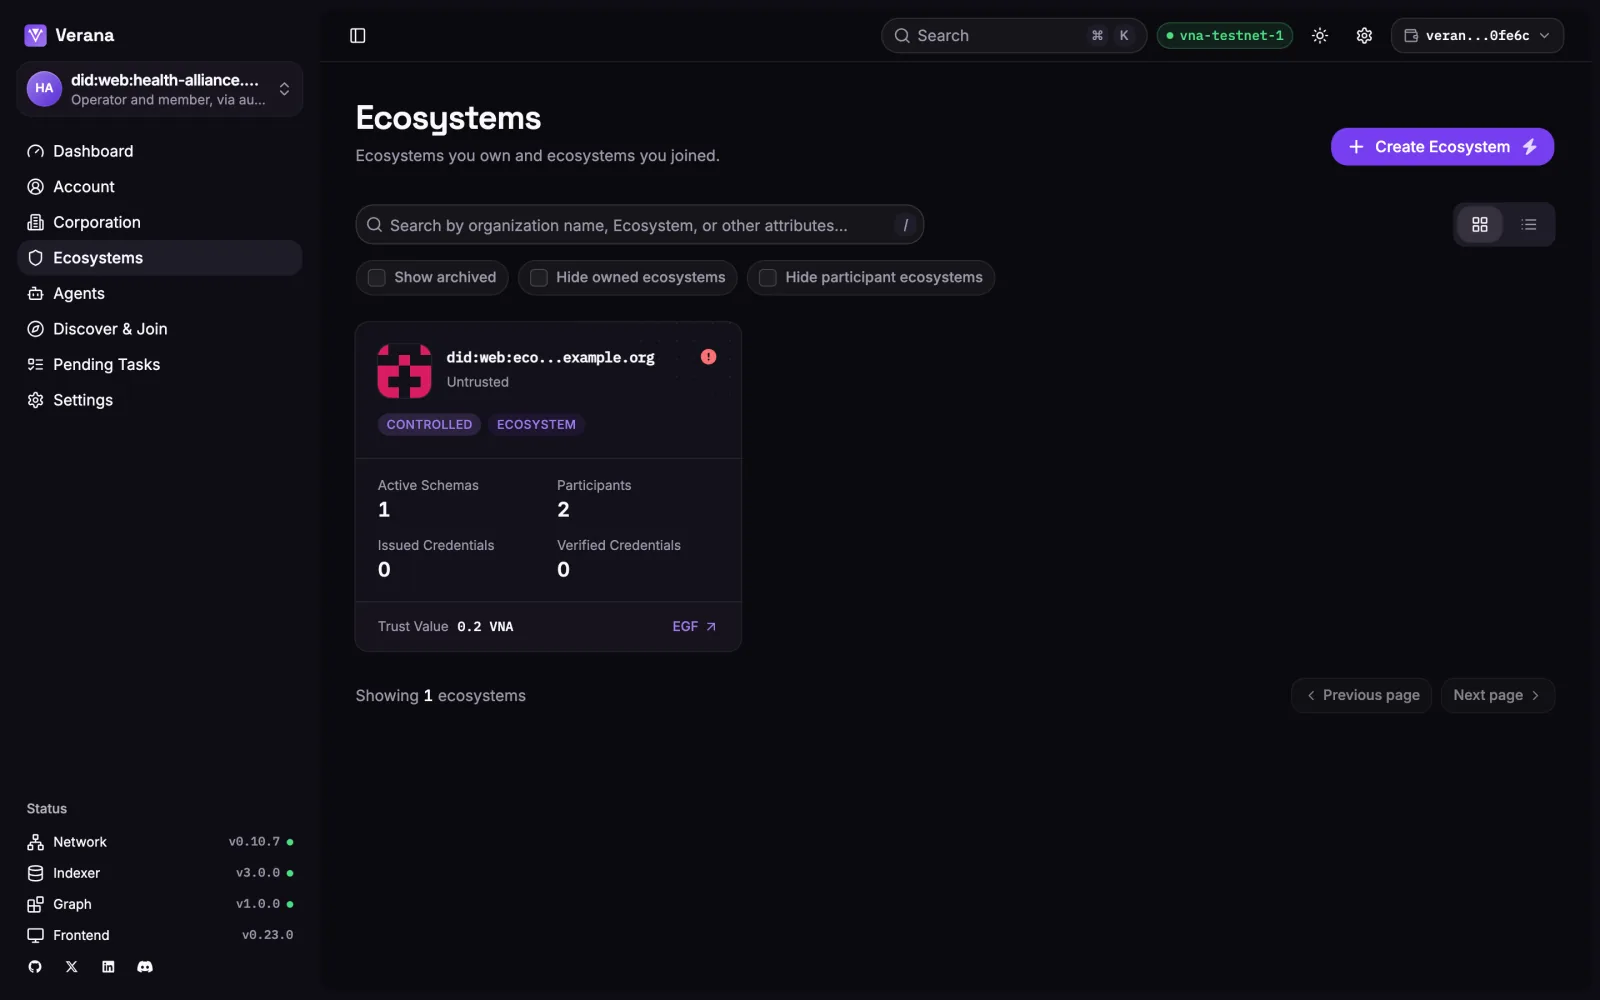 Verana
HA
did:web:health-alliance....
Operator and member, via au...
Dashboard
Account
Corporation
Ecosystems
Agents
Discover & Join
Pending Tasks
Settings
Status
Network v0.10.7
Indexer v3.0.0
Graph v1.0.0
Frontend v0.23.0
Search ⌘ K
vna-testnet-1
veran...0fe6c
Ecosystems
Ecosystems you own and ecosystems you joined.
+ Create Ecosystem
Search by organization name, Ecosystem, or other attributes... /
Show archived Hide owned ecosystems Hide participant ecosystems
did:web:eco...example.org
Untrusted
CONTROLLED ECOSYSTEM
Active Schemas Participants
1 2
Issued Credentials Verified Credentials
0 0
Trust Value 0.2 VNA EGF ↗
Showing 1 ecosystems
Previous page Next page